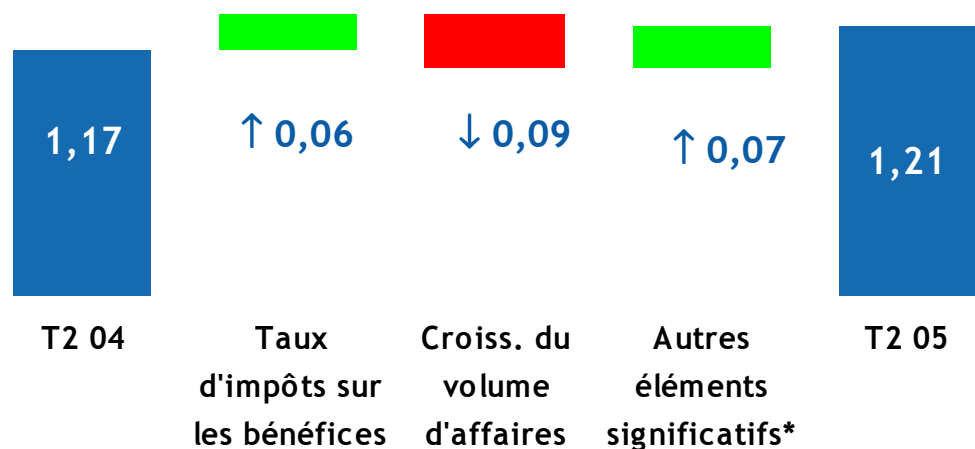 1,17
↑ 0,06
↓ 0,09
↑ 0,07
1,21
T2 04
Taux
d'impôts sur
les bénéfices
Croiss. du
volume
d'affaires
Autres
éléments
significatifs*
T2 05